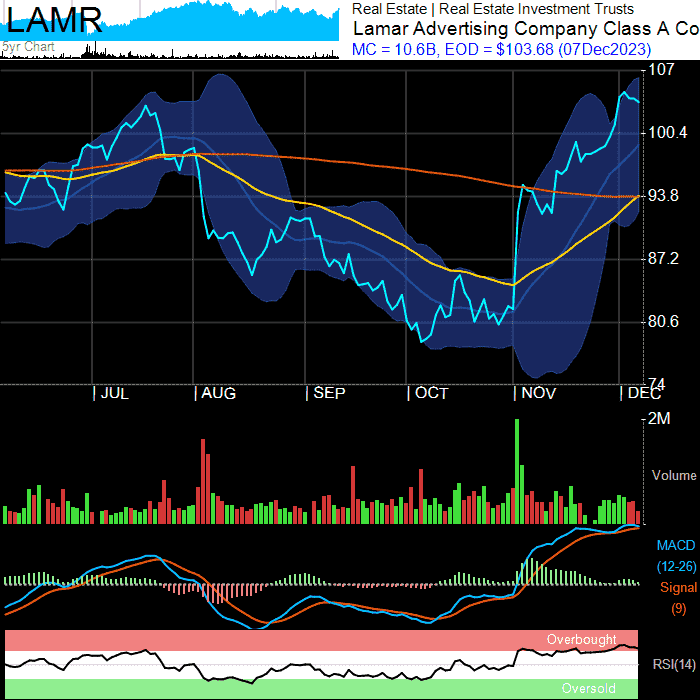 LAMR
5yr Chart
Real Estate | Real Estate Investment Trusts
Lamar Advertising Company Class A Co
MC = 10.6B, EOD = $103.68 (07Dec2023)
107
100.4
93.8
87.2
80.6
74
| JUL | AUG | SEP | OCT | NOV | DEC
2M
Volume
MACD
(12-26)
Signal
(9)
Overbought
RSI(14)
Oversold